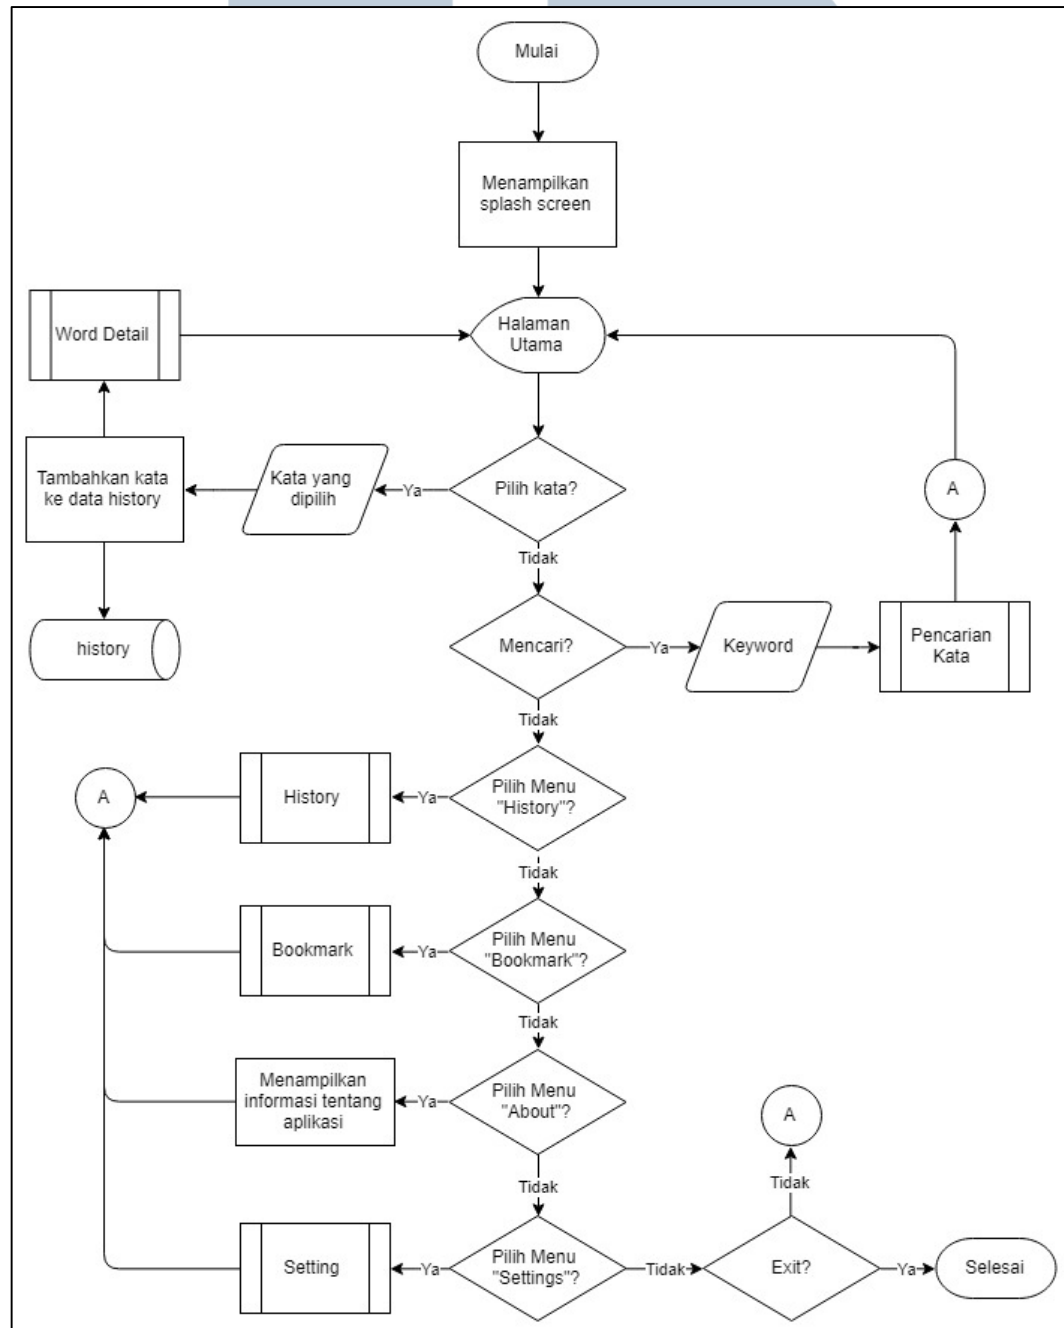 Mulai
Menampilkan
splash screen
Word Detail
Halaman
Utama
Tambahkan kata
ke data history
Kata yang
dipilih
Ya
Pilih kata?
A
Tidak
history
Mencari?
Ya
Keyword
Pencarian
Kata
Tidak
A
History
Ya
Pilih Menu
"History"?
Tidak
Bookmark
Ya
Pilih Menu
"Bookmark"?
Tidak
Menampilkan
informasi tentang
aplikasi
Ya
Pilih Menu
"About"?
A
Tidak
Tidak
Setting
Ya
Pilih Menu
"Settings"?
Tidak
Exit?
Ya
Selesai